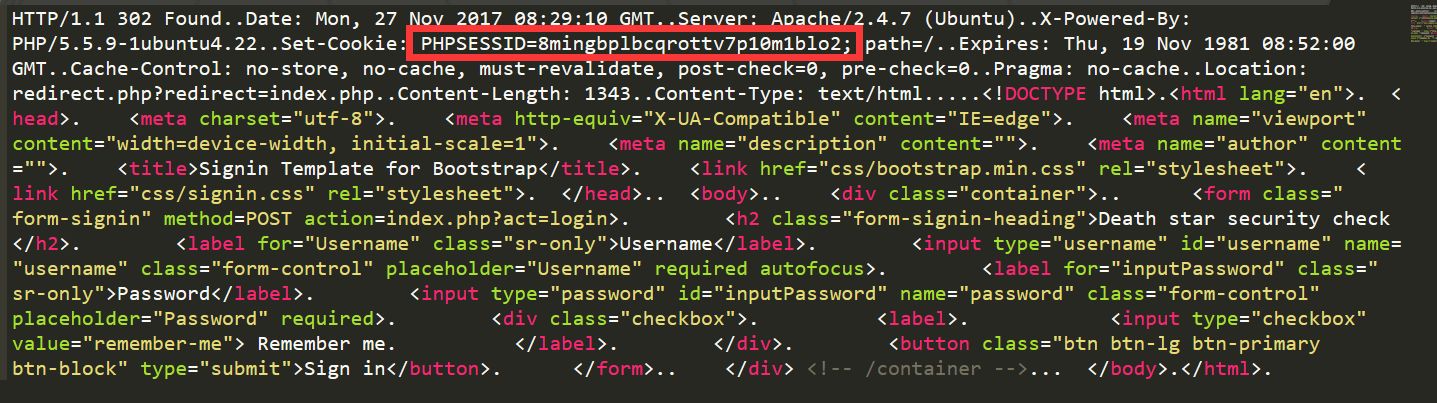 HTTP/1.1 302 Found..Date: Mon, 27 Nov 2017 08:29:10 GMT..Server: Apache/2.4.7 (Ubuntu)..X-Powered-By:
PHP/5.5.9-1ubuntu4.22..Set-Cookie: PHPSESSID=8mingbplbcqrottv7p10m1blo2; path=/..Expires: Thu, 19 Nov 1981 08:52:00
GMT..Cache-Control: no-store, no-cache, must-revalidate, post-check=0, pre-check=0..Pragma: no-cache..Location:
redirect.php?redirect=index.php..Content-Length: 1343..Content-Type: text/html.....<!DOCTYPE html>.<html lang="en">.  <
head>.    <meta charset="utf-8">.    <meta http-equiv="X-UA-Compatible" content="IE=edge">.    <meta name="viewport"
content="width=device-width, initial-scale=1">.    <meta name="description" content="">.    <meta name="author" content
="">.    <title>Signin Template for Bootstrap</title>.    <link href="css/bootstrap.min.css" rel="stylesheet">.    <
link href="css/signin.css" rel="stylesheet">.  </head>..  <body>..    <div class="container">..      <form class="
form-signin" method=POST action=index.php?act=login>.        <h2 class="form-signin-heading">Death star security check
</h2>.        <label for="Username" class="sr-only">Username</label>.        <input type="username" id="username" name=
"username" class="form-control" placeholder="Username" required autofocus>.        <label for="inputPassword" class="
sr-only">Password</label>.        <input type="password" id="inputPassword" name="password" class="form-control"
placeholder="Password" required>.        <div class="checkbox">.          <label>.            <input type="checkbox"
value="remember-me"> Remember me.          </label>.        </div>.        <button class="btn btn-lg btn-primary
btn-block" type="submit">Sign in</button>.      </form>..    </div> <!-- /container -->...  </body>.</html>.